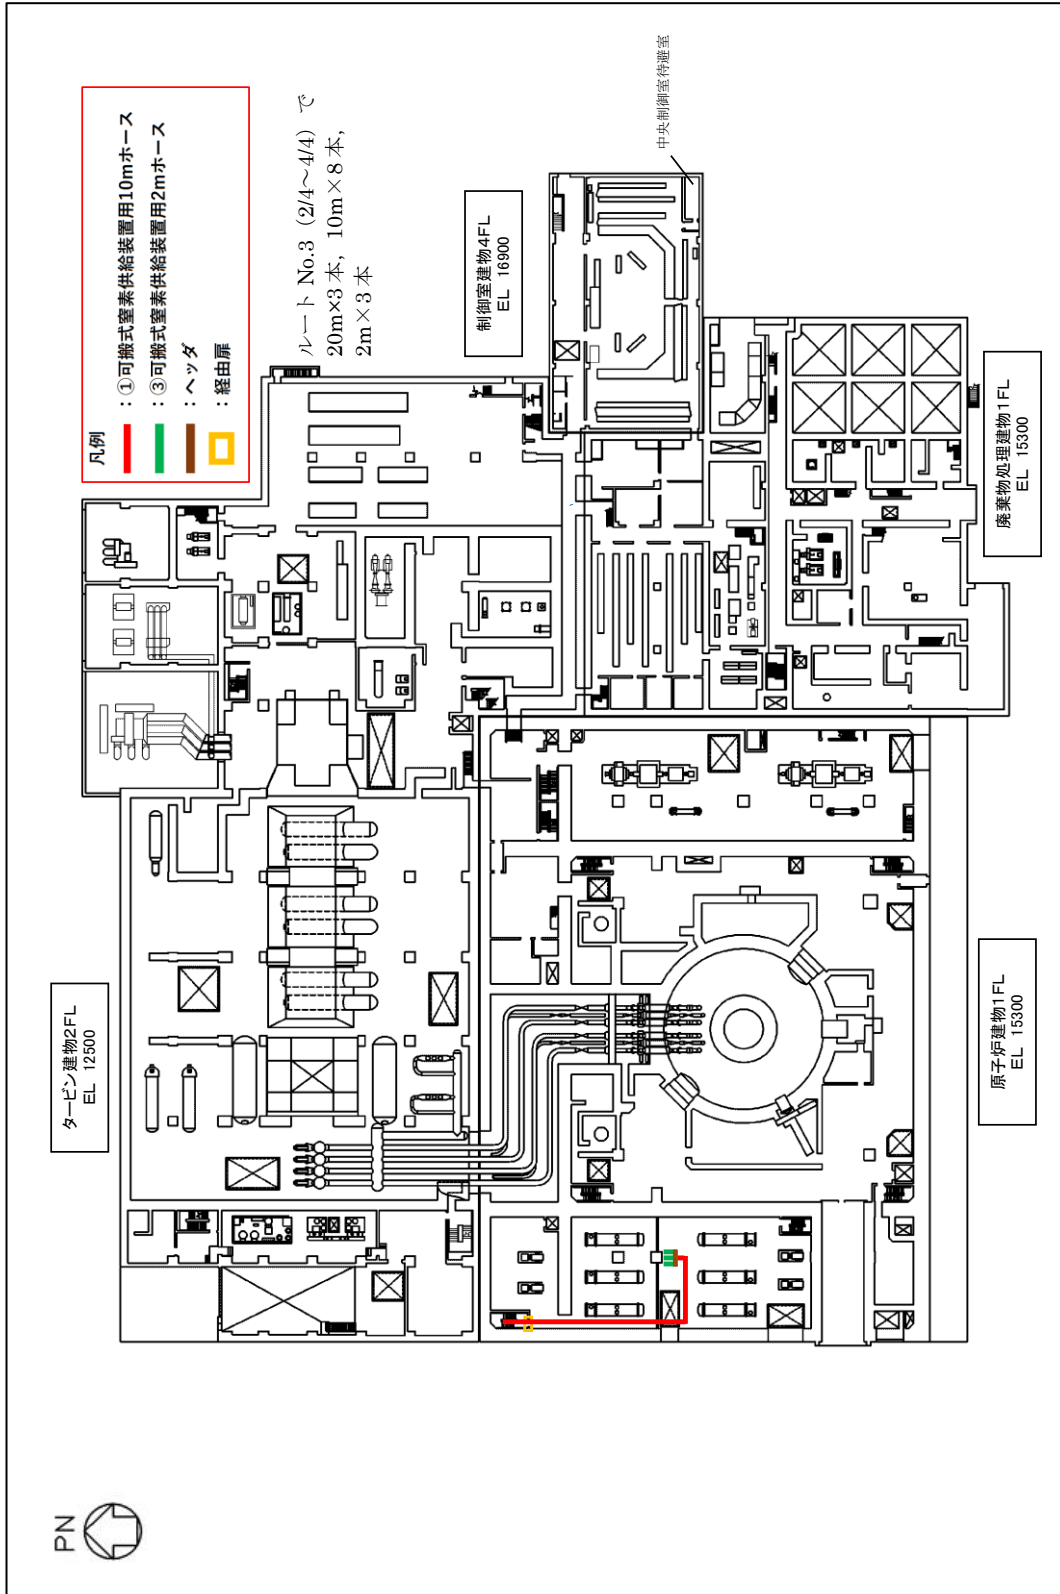 凡例
：①可搬式窒素供給装置用10mホース
：③可搬式窒素供給装置用2mホース
：ヘッダ
：経由扉
ルート No.3（2/4～4/4）で
20m×3本，10m×8本，
2m×3本
中央制御室待避室
制御室建物4FL
EL 16900
廃棄物処理建物1FL
EL 15300
タービン建物2FL
EL 12500
原子炉建物1FL
EL 15300
PN